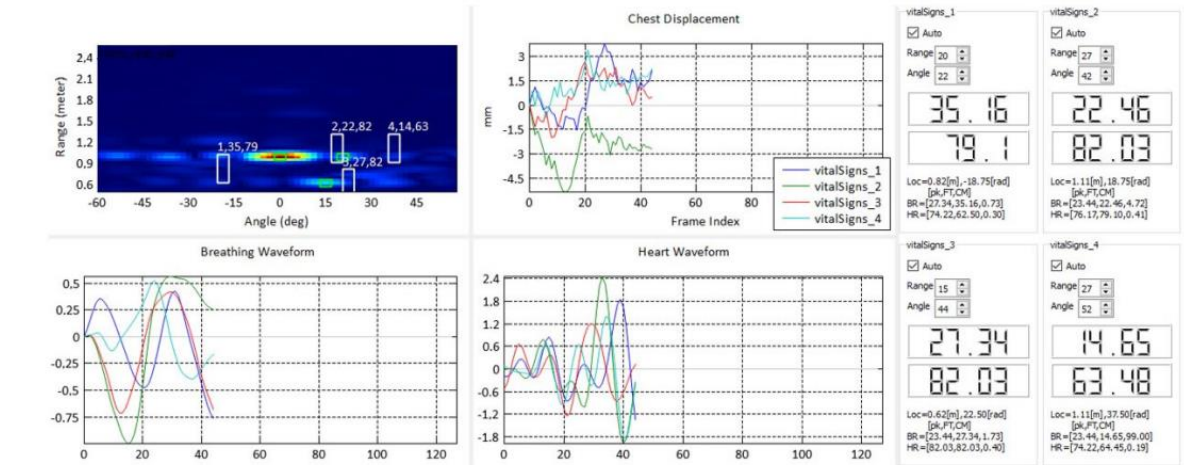 Range (meter)
2,4
2.1
1.8
1.5
1.2
0.9
0.6
1,35,79
2,22,82
4,14,63
3,27,82
-60 -45 -30 -15 0 15 30 45
Angle (deg)
Chest Displacement
mm
3
1.5
0
-1.5
-3
-4.5
0 20 40 60 80
Frame Index
vitalSigns_1
vitalSigns_2
vitalSigns_3
vitalSigns_4
vitalSigns_1
Auto
Range 20
Angle 22
35.16
79.1
Loc=0.82[m],-18.75[rad]
[pk,FT,CM]
BR=[27.34,35.16,0.73]
HR=[74.22,62.50,0.30]
vitalSigns_2
Auto
Range 27
Angle 42
22.46
82.03
Loc=1.11[m],18.75[rad]
[pk,FT,CM]
BR=[23.44,22.46,4.72]
HR=[76.17,79.10,0.41]
Breathing Waveform
0.5
0.25
0
-0.25
-0.5
-0.75
0 20 40 60 80 100 120
Heart Waveform
2.4
1.8
1.2
0.6
0
-0.6
-1.2
-1.8
0 20 40 60 80 100 120
vitalSigns_3
Auto
Range 15
Angle 44
27.34
82.03
Loc=0.62[m],22.50[rad]
[pk,FT,CM]
BR=[23.44,27.34,1.73]
HR=[82.03,82.03,0.40]
vitalSigns_4
Auto
Range 27
Angle 52
14.65
63.48
Loc=1.11[m],37.50[rad]
[pk,FT,CM]
BR=[23.44,14.65,99.00]
HR=[74.22,64.45,0.19]